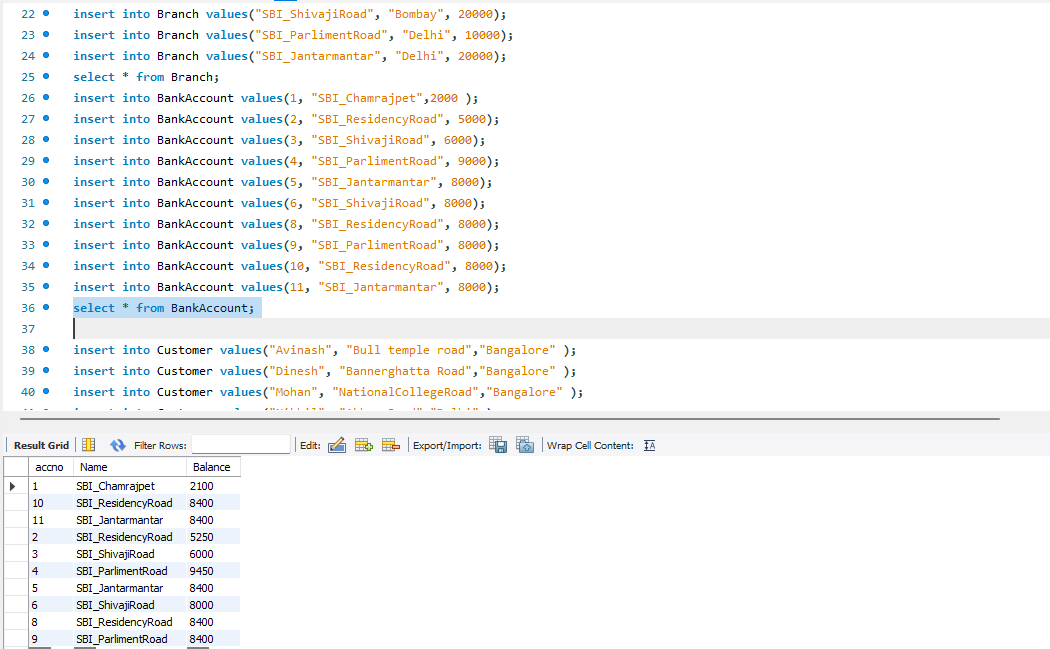 22 insert into Branch values("SBI_ShivajiRoad", "Bombay", 20000);
23 insert into Branch values("SBI_ParlimentRoad", "Delhi", 10000);
24 insert into Branch values("SBI_Jantarmantar", "Delhi", 20000);
25 select * from Branch;
26 insert into BankAccount values(1, "SBI_Chamrajpet",2000 );
27 insert into BankAccount values(2, "SBI_ResidencyRoad", 5000);
28 insert into BankAccount values(3, "SBI_ShivajiRoad", 6000);
29 insert into BankAccount values(4, "SBI_ParlimentRoad", 9000);
30 insert into BankAccount values(5, "SBI_Jantarmantar", 8000);
31 insert into BankAccount values(6, "SBI_ShivajiRoad", 8000);
32 insert into BankAccount values(8, "SBI_ResidencyRoad", 8000);
33 insert into BankAccount values(9, "SBI_ParlimentRoad", 8000);
34 insert into BankAccount values(10, "SBI_ResidencyRoad", 8000);
35 insert into BankAccount values(11, "SBI_Jantarmantar", 8000);
36 select * from BankAccount;
37
38 insert into Customer values("Avinash", "Bull temple road","Bangalore" );
39 insert into Customer values("Dinesh", "Bannerghatta Road","Bangalore" );
40 insert into Customer values("Mohan", "NationalCollegeRoad","Bangalore" );
Result Grid Filter Rows: Edit: Export/Import: Wrap Cell Content:
accno Name Balance
1 SBI_Chamrajpet 2100
10 SBI_ResidencyRoad 8400
11 SBI_Jantarmantar 8400
2 SBI_ResidencyRoad 5250
3 SBI_ShivajiRoad 6000
4 SBI_ParlimentRoad 9450
5 SBI_Jantarmantar 8400
6 SBI_ShivajiRoad 8000
8 SBI_ResidencyRoad 8400
9 SBI_ParlimentRoad 8400